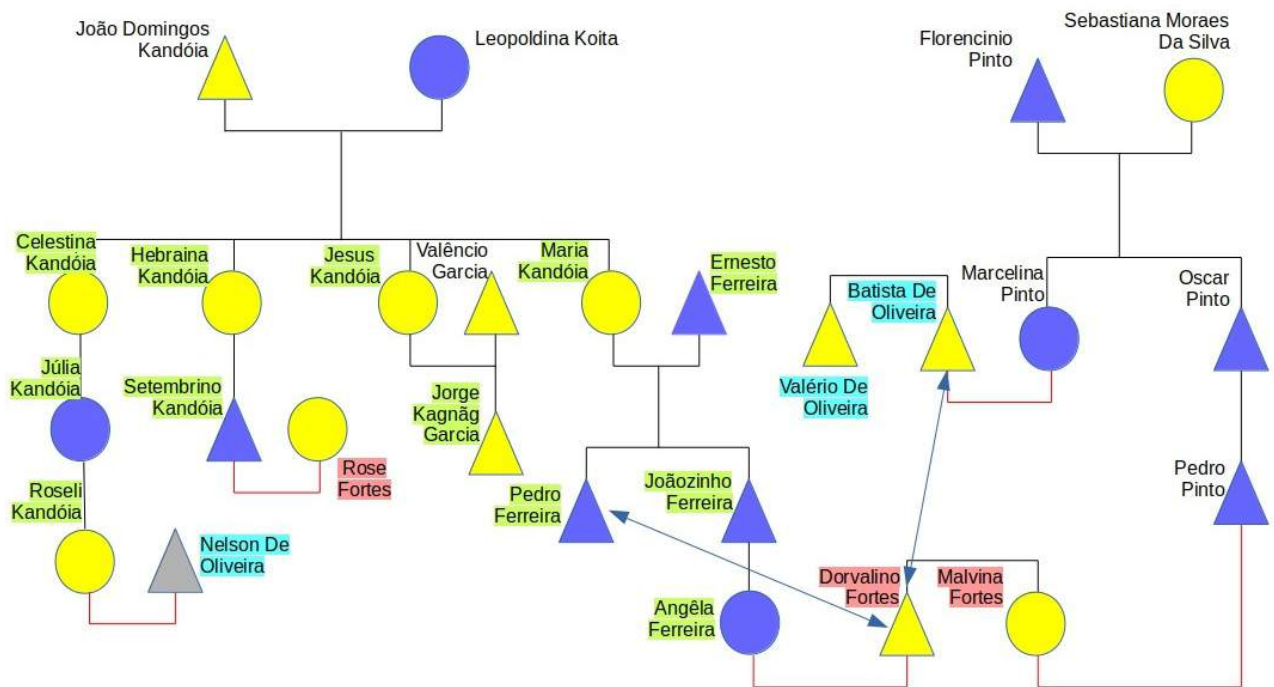 João Domingos
Kandóia
Leopoldina Koita
Florencinio
Pinto
Sebastiana Moraes
Da Silva
Celestina
Kandóia
Hebraina
Kandóia
Jesus
Kandóia
Valêncio
Garcia
Maria
Kandóia
Ernesto
Ferreira
Batista De
Oliveira
Marcelina
Pinto
Oscar
Pinto
Júlia
Kandóia
Setembrino
Kandóia
Jorge
Kagnãg
Garcia
Valério De
Oliveira
Rose
Fortes
Roseli
Kandóia
Pedro
Ferreira
Joãozinho
Ferreira
Pedro
Pinto
Nelson De
Oliveira
Angêla
Ferreira
Dorvalino
Fortes
Malvina
Fortes